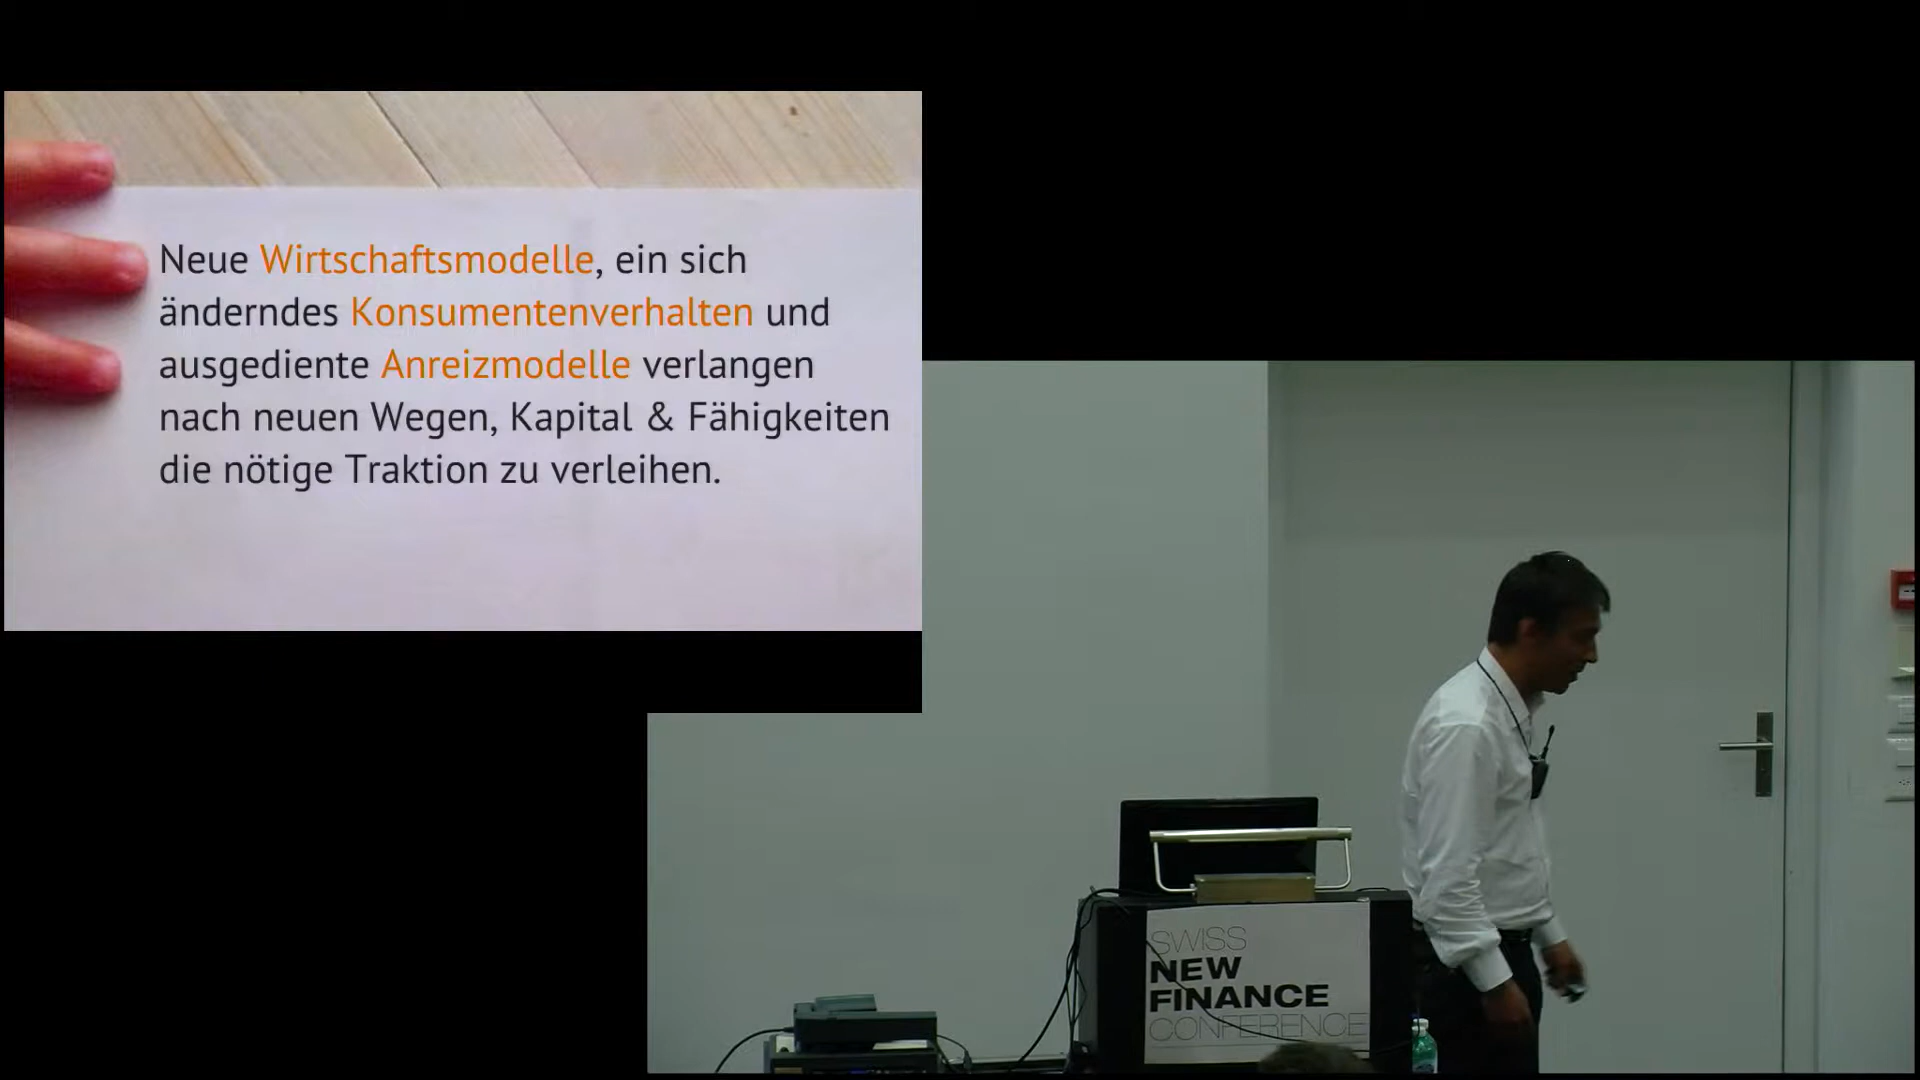 Neue Wirtschaftsmodelle, ein sich
änderndes Konsumentenverhalten und
ausgediente Anreizmodelle verlangen
nach neuen Wegen, Kapital & Fähigkeiten
die nötige Traktion zu verleihen.
SWISS
NEW
FINANCE
CONFERENCE